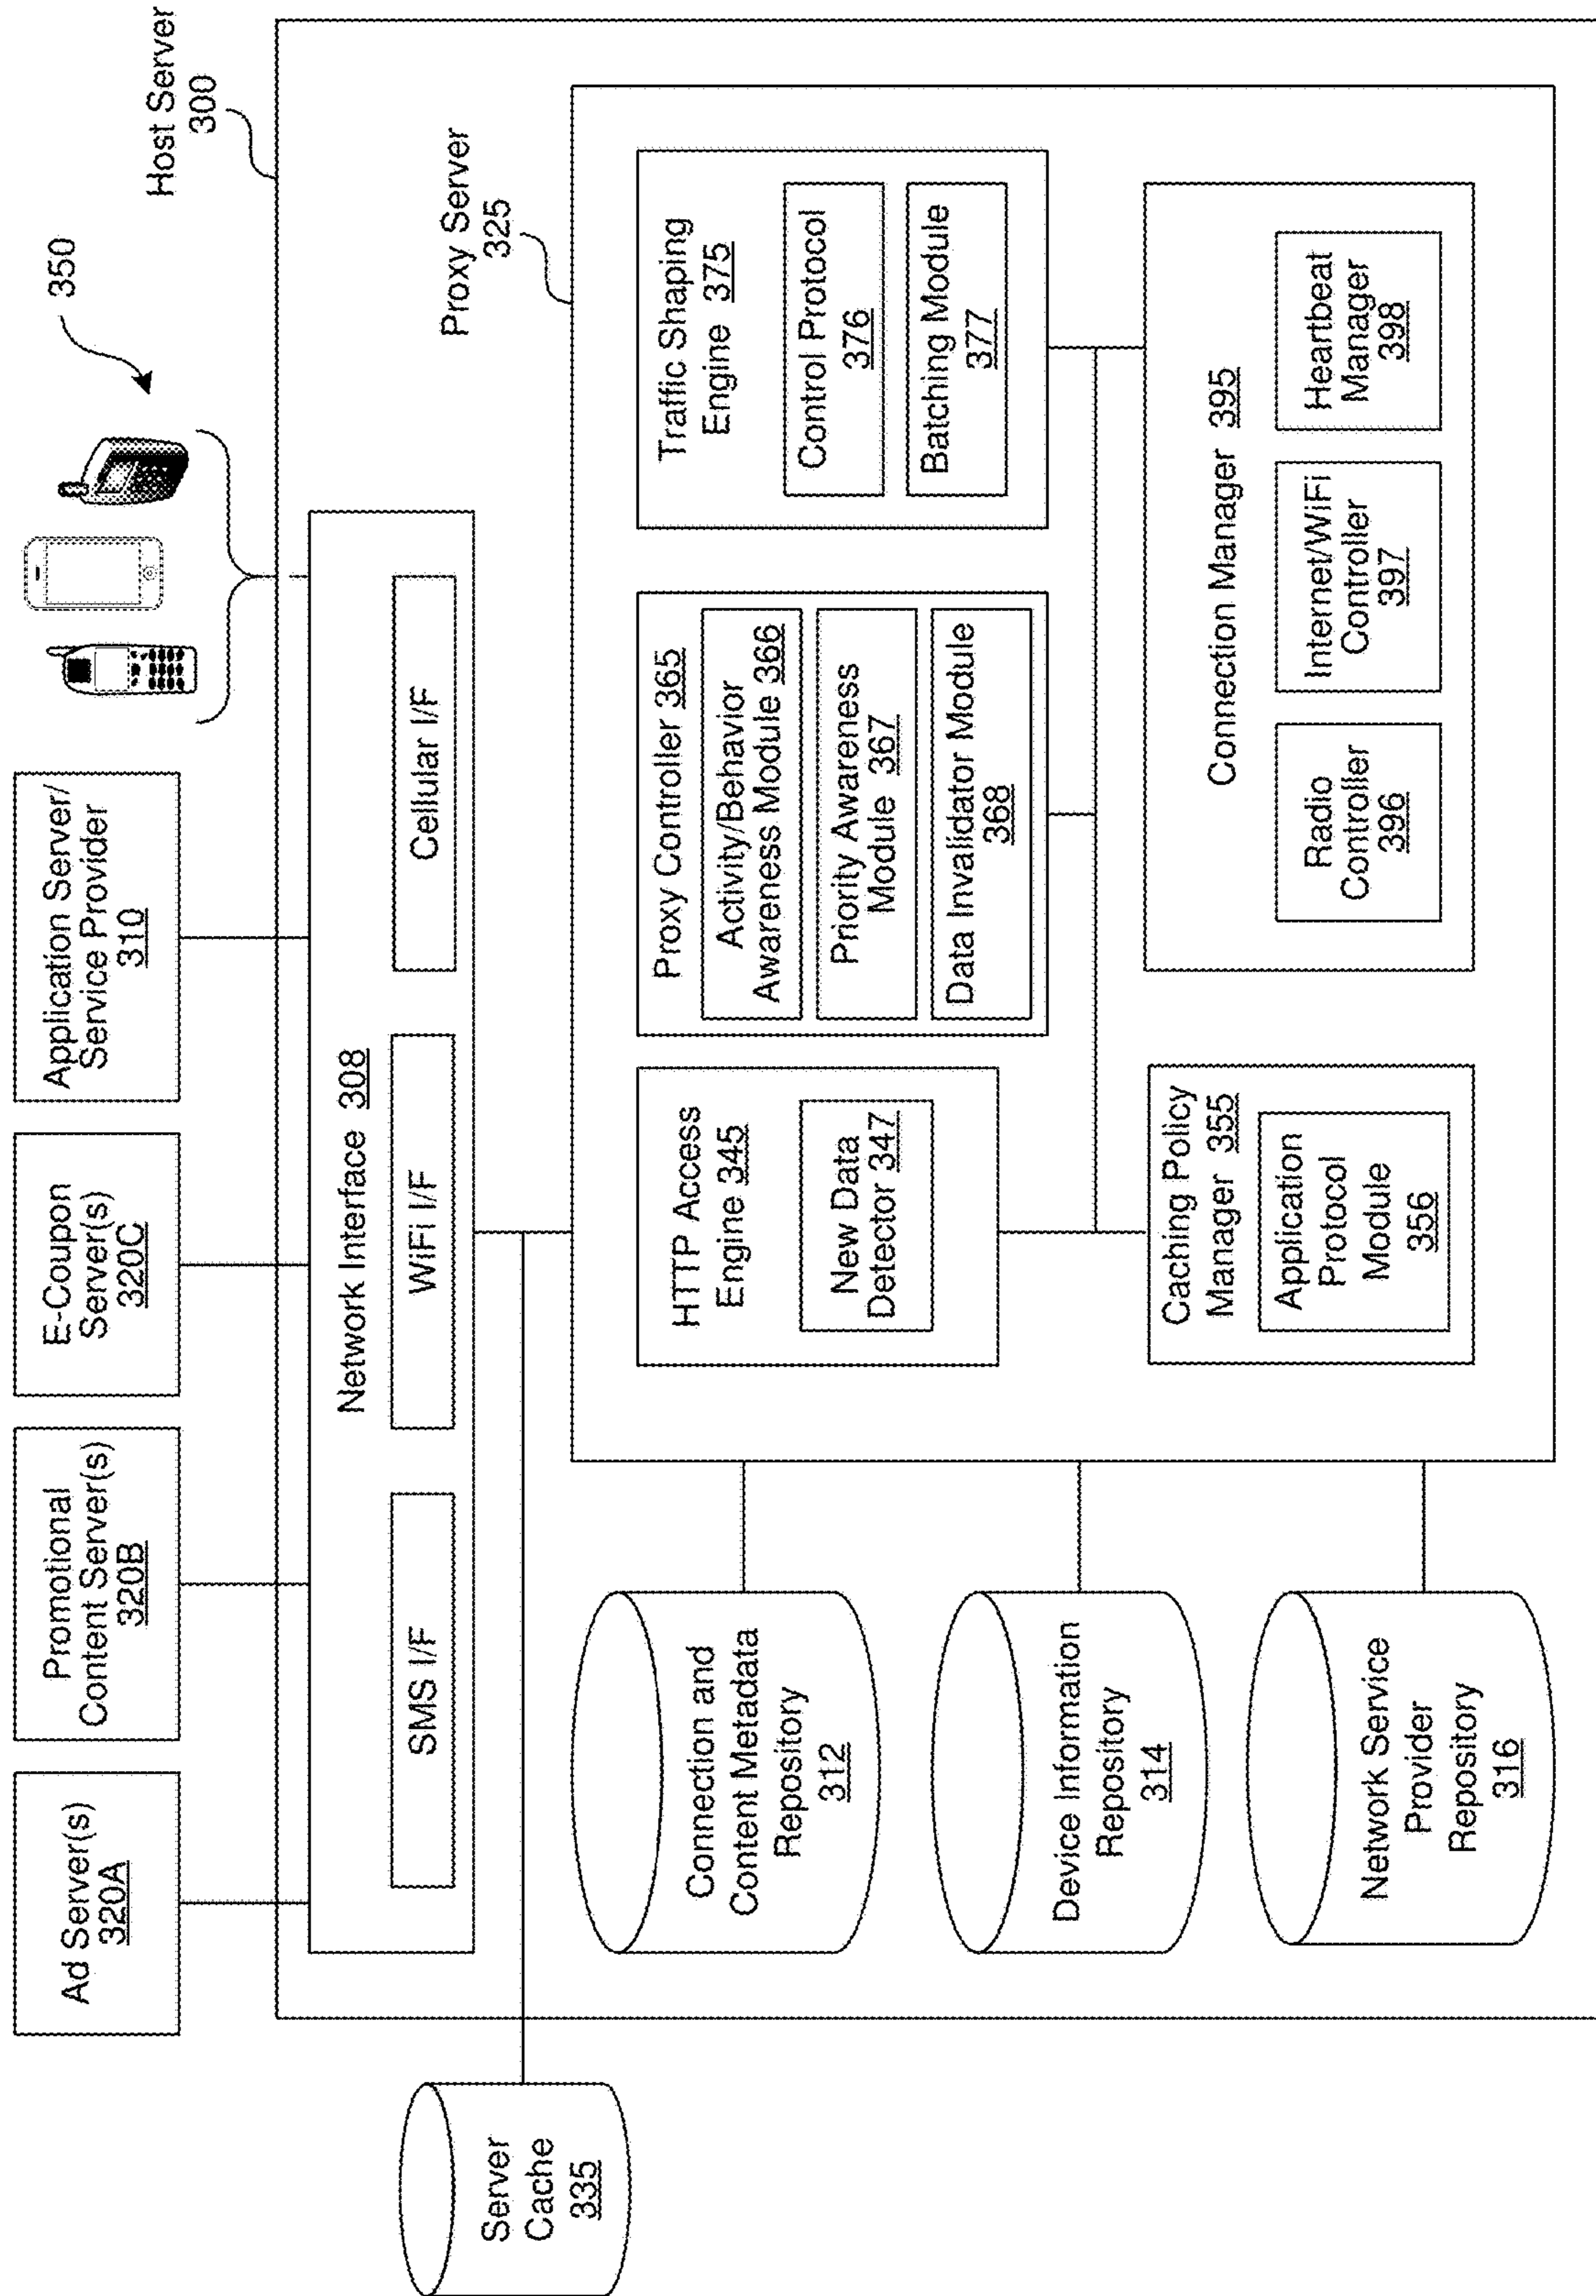 Ad Server(s)
320A
Promotional
Content Server(s)
320B
E-Coupon
Server(s)
320C
Application Server/
Service Provider
310
350
Host Server
300
Network Interface 308
SMS I/F
WiFi I/F
Cellular I/F
Server
Cache
335
Proxy Server
325
Connection and
Content Metadata
Repository
312
Device Information
Repository
314
Network Service
Provider
Repository
316
HTTP Access
Engine 345
New Data
Detector 347
Proxy Controller 365
Activity/Behavior
Awareness Module 366
Priority Awareness
Module 367
Data Invalidator Module
368
Traffic Shaping
Engine 375
Control Protocol
376
Batching Module
377
Caching Policy
Manager 355
Application
Protocol
Module
356
Connection Manager 395
Radio
Controller
396
Internet/WiFi
Controller
397
Heartbeat
Manager
398